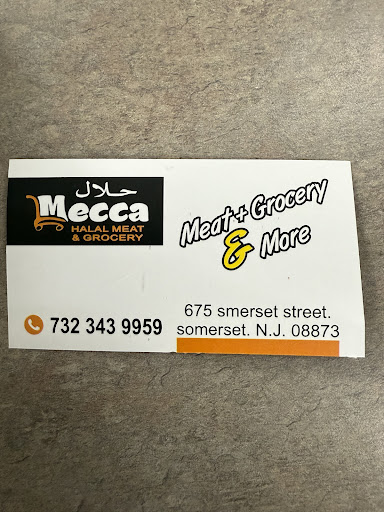 حلال
Mecca
HALAL MEAT
& GROCERY
Meat + Grocery
& More
732 343 9959
675 smerset street.
somerset. N.J. 08873